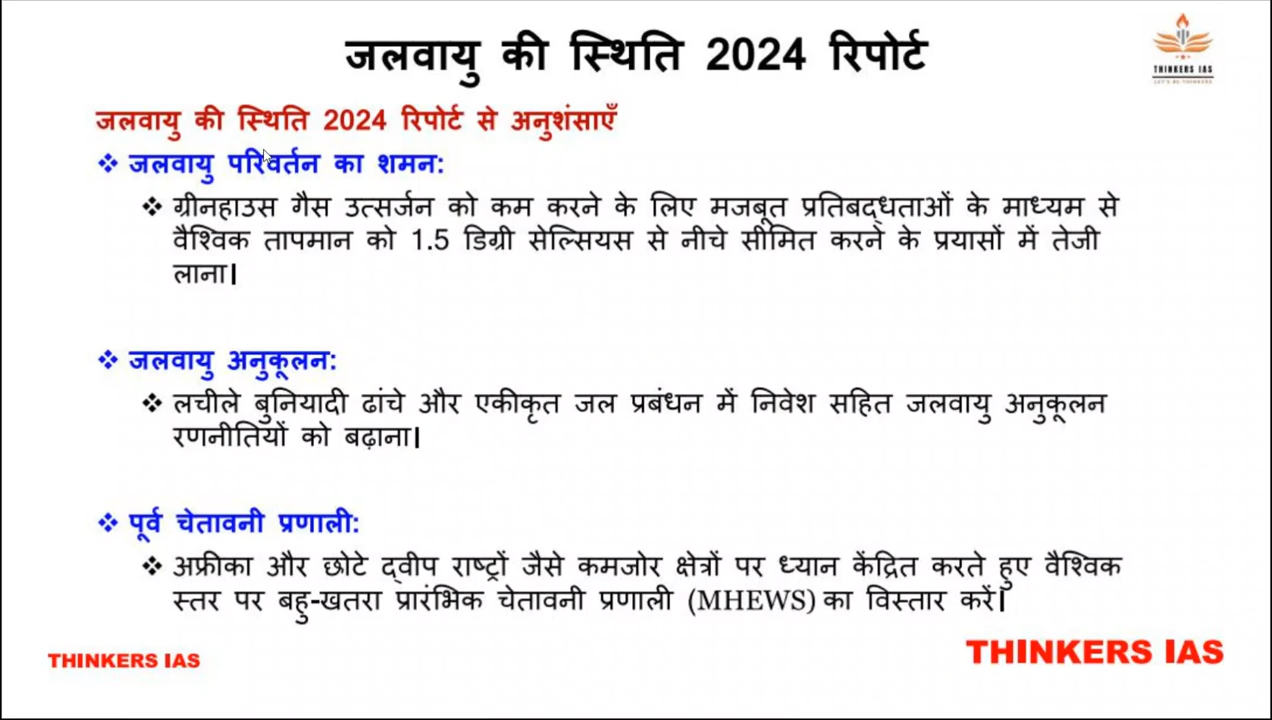 जलवायु की स्थिति 2024 रिपोर्ट
THINKERS IAS
LET'S BE THINKERS
जलवायु की स्थिति 2024 रिपोर्ट से अनुशंसाएँ
❖ जलवायु परिवर्तन का शमन:
❖ ग्रीनहाउस गैस उत्सर्जन को कम करने के लिए मजबूत प्रतिबद्धताओं के माध्यम से
वैश्विक तापमान को 1.5 डिग्री सेल्सियस से नीचे सीमित करने के प्रयासों में तेजी
लाना।
❖ जलवायु अनुकूलन:
❖ लचीले बुनियादी ढांचे और एकीकृत जल प्रबंधन में निवेश सहित जलवायु अनुकूलन
रणनीतियों को बढ़ाना।
❖ पूर्व चेतावनी प्रणाली:
❖ अफ्रीका और छोटे द्वीप राष्ट्रों जैसे कमजोर क्षेत्रों पर ध्यान केंद्रित करते हुए वैश्विक
स्तर पर बहु-खतरा प्रारंभिक चेतावनी प्रणाली (MHEWS) का विस्तार करें।
THINKERS IAS
THINKERS IAS